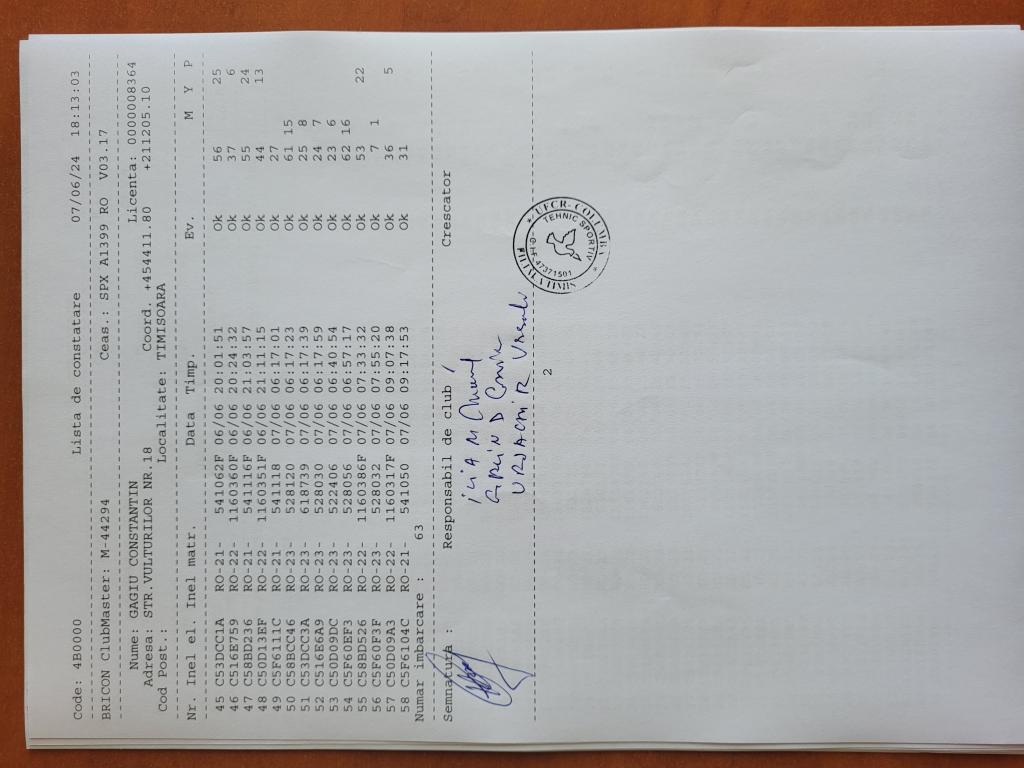 Code: 4B0000 Lista de constatare 07/06/24 18:13:03
BRICON ClubMaster: M-44294 Ceas.: SPX A1399 RO V03.17
Nume: GAGIU CONSTANTIN Licenta: 0000008364
Adresa: STR.VULTURILOR NR.18 Coord. +454411.80 +211205.10
Cod Post.: Localitate: TIMISOARA
Nr Inel el. Inel matr. Data Timp. Ev. M Y P
45 C53DCC1A RO-21- 541062F 06/06 20:01:51 Ok 56 25
46 C516E759 RO-22- 1160360F 06/06 20:24:32 Ok 37 6
47 C58BD236 RO-21- 541116F 06/06 21:03:57 Ok 55 24
48 C50D13EF RO-22- 1160351F 06/06 21:11:15 Ok 44 13
49 C5F6111C RO-21- 541118 07/06 06:17:01 Ok 27
50 C58BCC46 RO-23- 528120 07/06 06:17:23 Ok 61 15
51 C53DCC3A RO-23- 618739 07/06 06:17:39 Ok 25 8
52 C516E6A9 RO-23- 528030 07/06 06:17:59 Ok 24 7
53 C50D09DC RO-23- 522406 07/06 06:40:54 Ok 23 6
54 C5F60EF3 RO-23- 528056 07/06 06:57:17 Ok 62 16
55 C58BD526 RO-22- 1160386F 07/06 07:33:32 Ok 53 22
56 C5F60F3F RO-23- 528032 07/06 07:55:20 Ok 7 1
57 C50D09A3 RO-22- 1160317F 07/06 09:07:38 Ok 36 5
58 C5F6104C RO-21- 541050 07/06 09:17:53 Ok 31
Numar imbarcare : 63
Semnatura : Responsabil de club Crescator
2
* UFCR-COLUMBA *
TEHNIC SPORTIV
47371501
FILIALA TIMIS